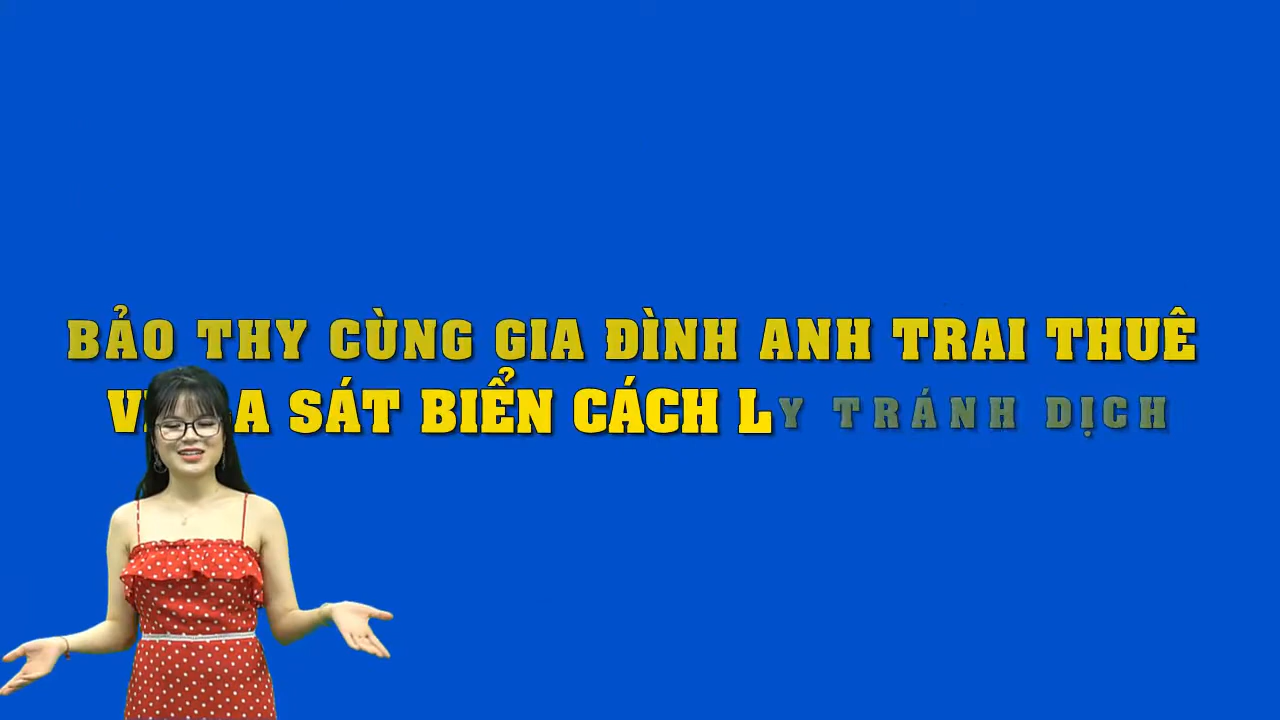 BẢO THY CÙNG GIA ĐÌNH ANH TRAI THUÊ
SÁT BIỂN CÁCH LY TRÁNH DỊCH